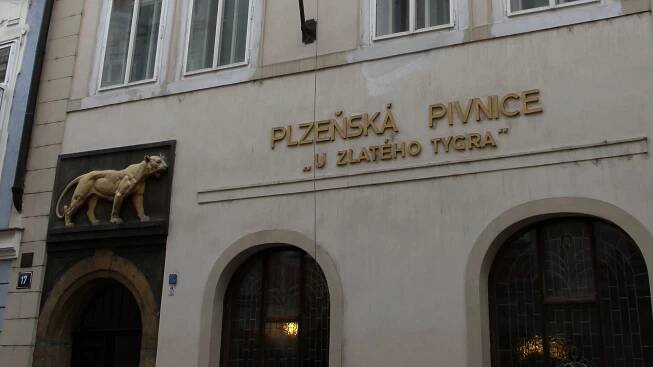 PLZEŇSKÁ PIVNICE
„U ZLATÉHO TYGRA"
17